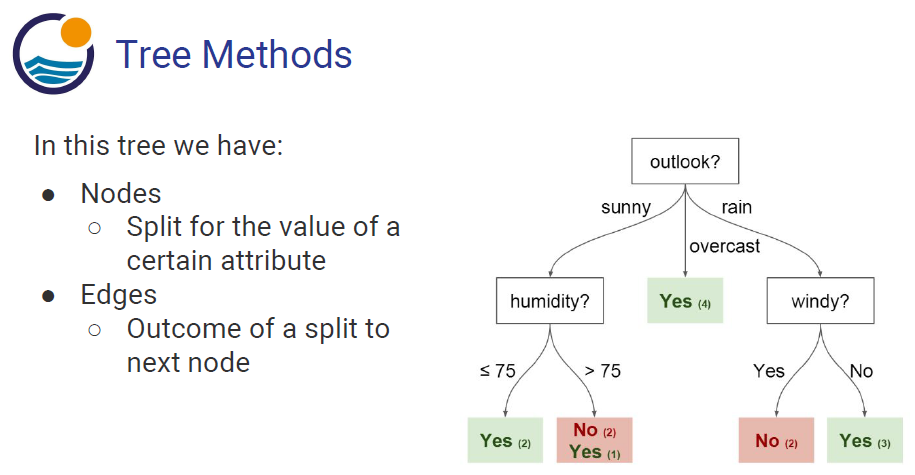 Tree Methods
In this tree we have:
● Nodes
○ Split for the value of a
certain attribute
● Edges
○ Outcome of a split to
next node
outlook?
sunny
rain
overcast
humidity?
Yes (4)
windy?
≤ 75
> 75
Yes
No
Yes (2)
No (2)
Yes (1)
No (2)
Yes (3)